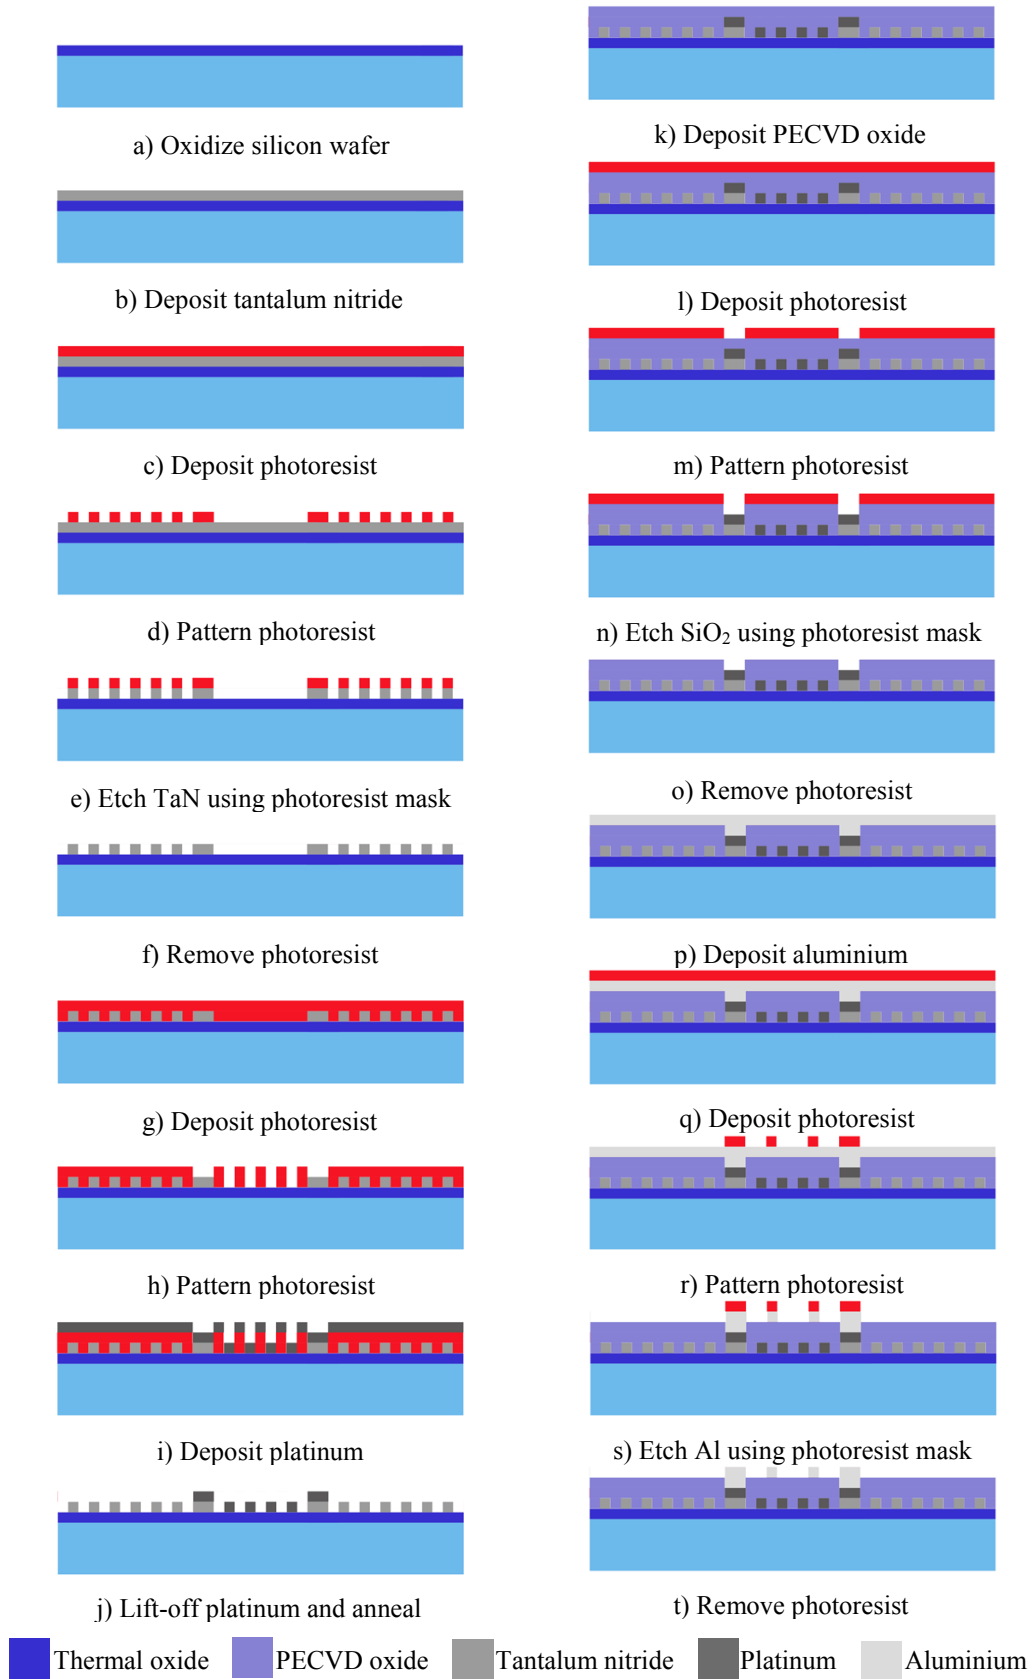 a) Oxidize silicon wafer
b) Deposit tantalum nitride
c) Deposit photoresist
d) Pattern photoresist
e) Etch TaN using photoresist mask
f) Remove photoresist
g) Deposit photoresist
h) Pattern photoresist
i) Deposit platinum
j) Lift-off platinum and anneal
k) Deposit PECVD oxide
l) Deposit photoresist
m) Pattern photoresist
n) Etch SiO₂ using photoresist mask
o) Remove photoresist
p) Deposit aluminium
q) Deposit photoresist
r) Pattern photoresist
s) Etch Al using photoresist mask
t) Remove photoresist
Thermal oxide PECVD oxide Tantalum nitride Platinum Aluminium